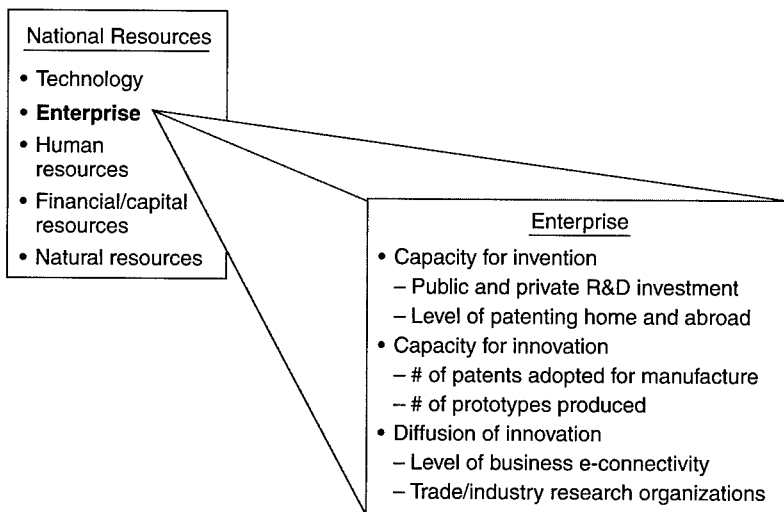 National Resources
• Technology
• Enterprise
• Human
resources
• Financial/capital
resources
• Natural resources
Enterprise
• Capacity for invention
– Public and private R&D investment
– Level of patenting home and abroad
• Capacity for innovation
– # of patents adopted for manufacture
– # of prototypes produced
• Diffusion of innovation
– Level of business e-connectivity
– Trade/industry research organizations